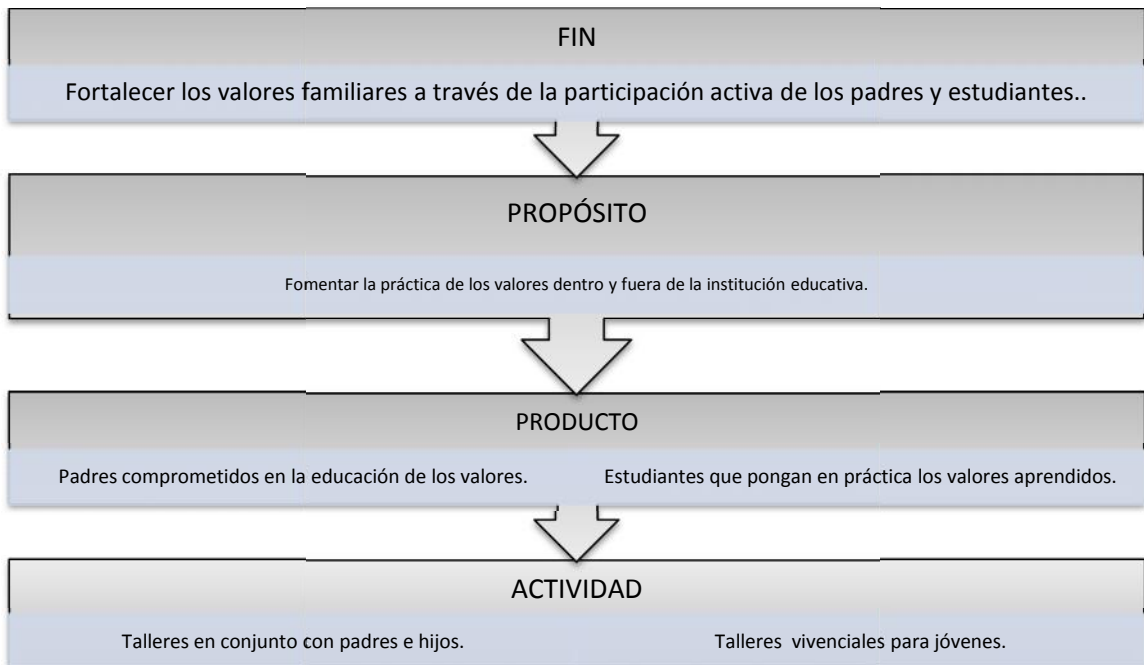 FIN
Fortalecer los valores familiares a través de la participación activa de los padres y estudiantes..
PROPÓSITO
Fomentar la práctica de los valores dentro y fuera de la institución educativa.
PRODUCTO
Padres comprometidos en la educación de los valores.
Estudiantes que pongan en práctica los valores aprendidos.
ACTIVIDAD
Talleres en conjunto con padres e hijos.
Talleres vivenciales para jóvenes.